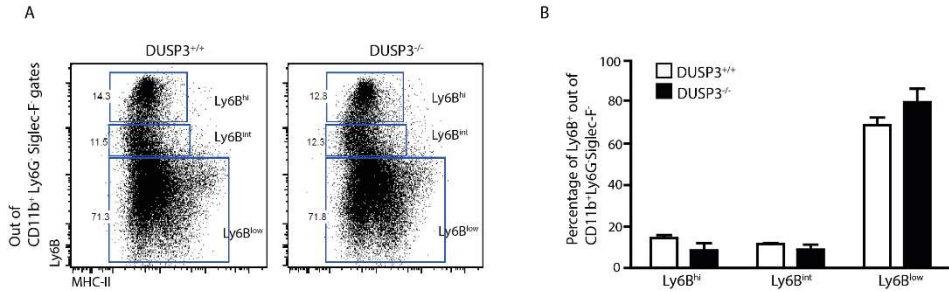 A
B
DUSP3+/+
DUSP3-/-
Out of
CD11b+ Ly6G- Siglec-F- gates
Ly6B
14.3
11.5
71.3
Ly6Bhi
Ly6Bint
Ly6Blow
MHC-II
12.8
12.3
71.8
Ly6Bhi
Ly6Bint
Ly6Blow
Percentage of Ly6B+ out of
CD11b+Ly6G-Siglec-F-
100
80
60
40
20
0
DUSP3+/+
DUSP3-/-
Ly6Bhi
Ly6Bint
Ly6Blow